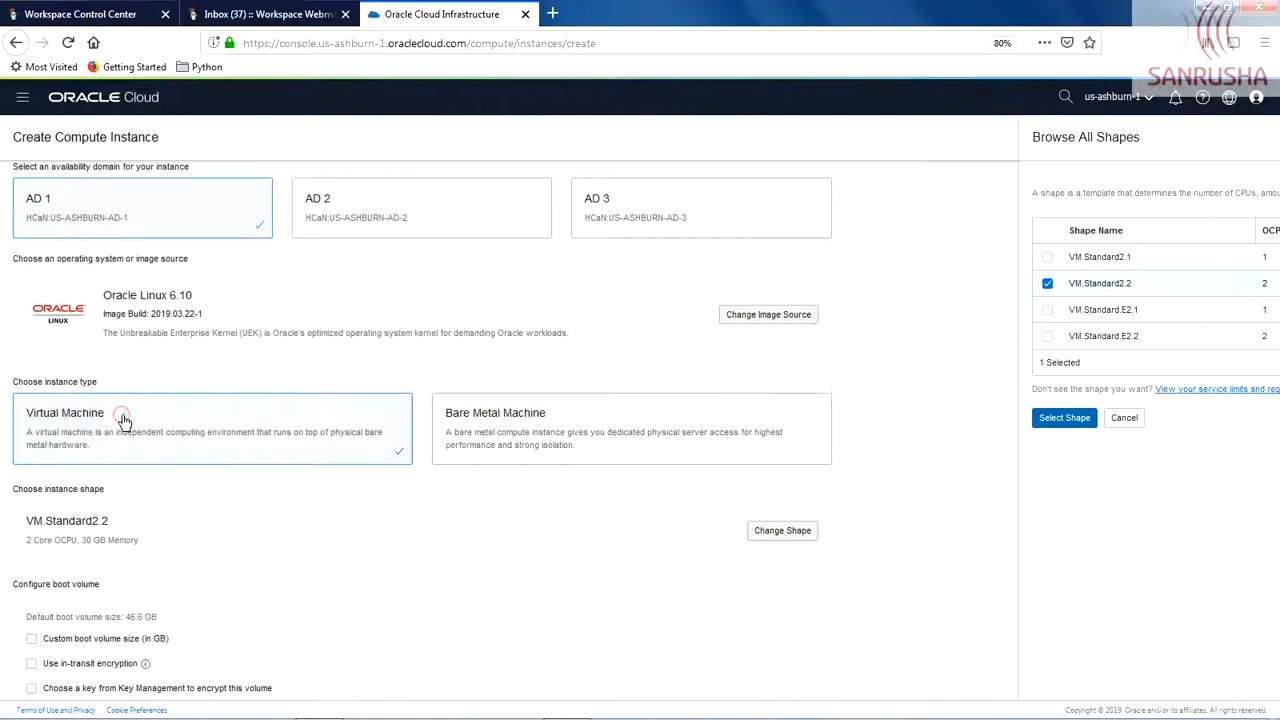 Workspace Control Center
Inbox (37) :: Workspace Webm
Oracle Cloud Infrastructure
https://console.us-ashburn-1.oraclecloud.com/compute/instances/create
80%
Most Visited
Getting Started
Python
SANRUSHA
ORACLE Cloud
us-ashburn-1
Create Compute Instance
Browse All Shapes
Select an availability domain for your instance
AD 1
HCaN:US-ASHBURN-AD-1
AD 2
HCaN:US-ASHBURN-AD-2
AD 3
HCaN:US-ASHBURN-AD-3
A shape is a template that determines the number of CPUs, amou
Shape Name
OCP
VM.Standard2.1
1
VM.Standard2.2
2
VM.Standard.E2.1
1
VM.Standard.E2.2
2
1 Selected
Don't see the shape you want? View your service limits and req
Select Shape
Cancel
Choose an operating system or image source
ORACLE
LINUX
Oracle Linux 6.10
Image Build: 2019.03.22-1
The Unbreakable Enterprise Kernel (UEK) is Oracle's optimized operating system kernel for demanding Oracle workloads.
Change Image Source
Choose instance type
Virtual Machine
A virtual machine is an independent computing environment that runs on top of physical bare
metal hardware.
Bare Metal Machine
A bare metal compute instance gives you dedicated physical server access for highest
performance and strong isolation.
Choose instance shape
VM.Standard2.2
2 Core OCPU, 30 GB Memory
Change Shape
Configure boot volume
Default boot volume size: 46.6 GB
Custom boot volume size (in GB)
Use in-transit encryption
Choose a key from Key Management to encrypt this volume
Terms of Use and Privacy
Cookie Preferences
Copyright © 2019, Oracle and/or its affiliates. All rights reserved.